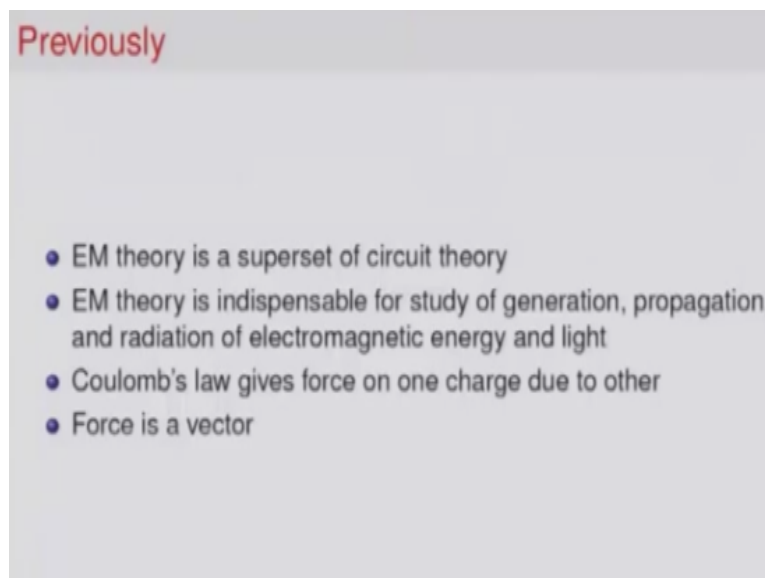 Previously
EM theory is a superset of circuit theory
EM theory is indispensable for study of generation, propagation
and radiation of electromagnetic energy and light
Coulomb's law gives force on one charge due to other
Force is a vector